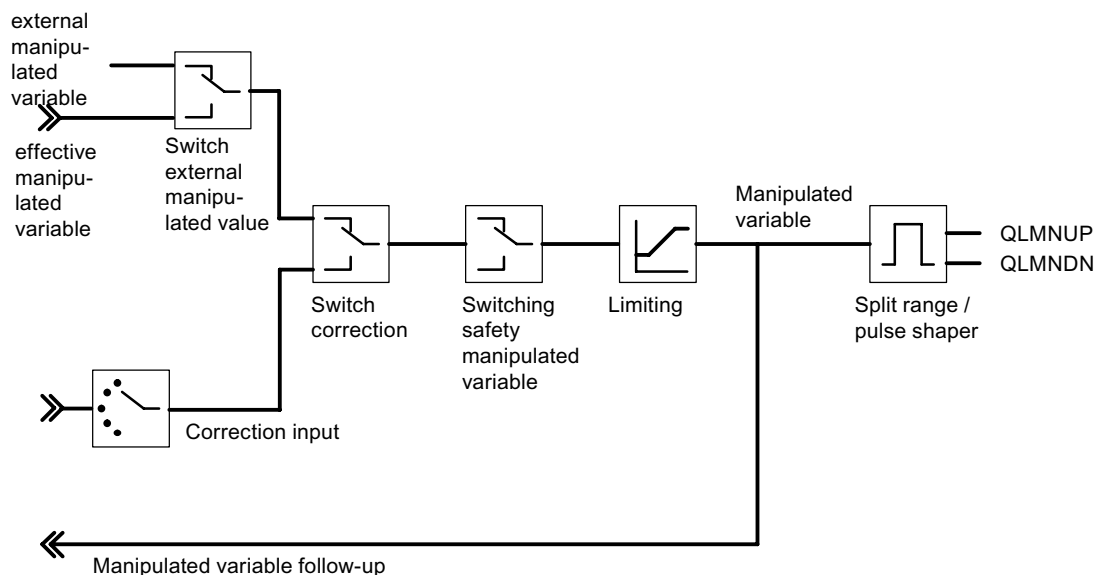 external
manipu-
lated
variable
effective
manipu-
lated
variable
Switch
external
manipu-
lated value
Switch
correction
Switching
safety
manipulated
variable
Limiting
Manipulated
variable
Split range /
pulse shaper
QLMNUP
QLMNDN
Correction input
Manipulated variable follow-up